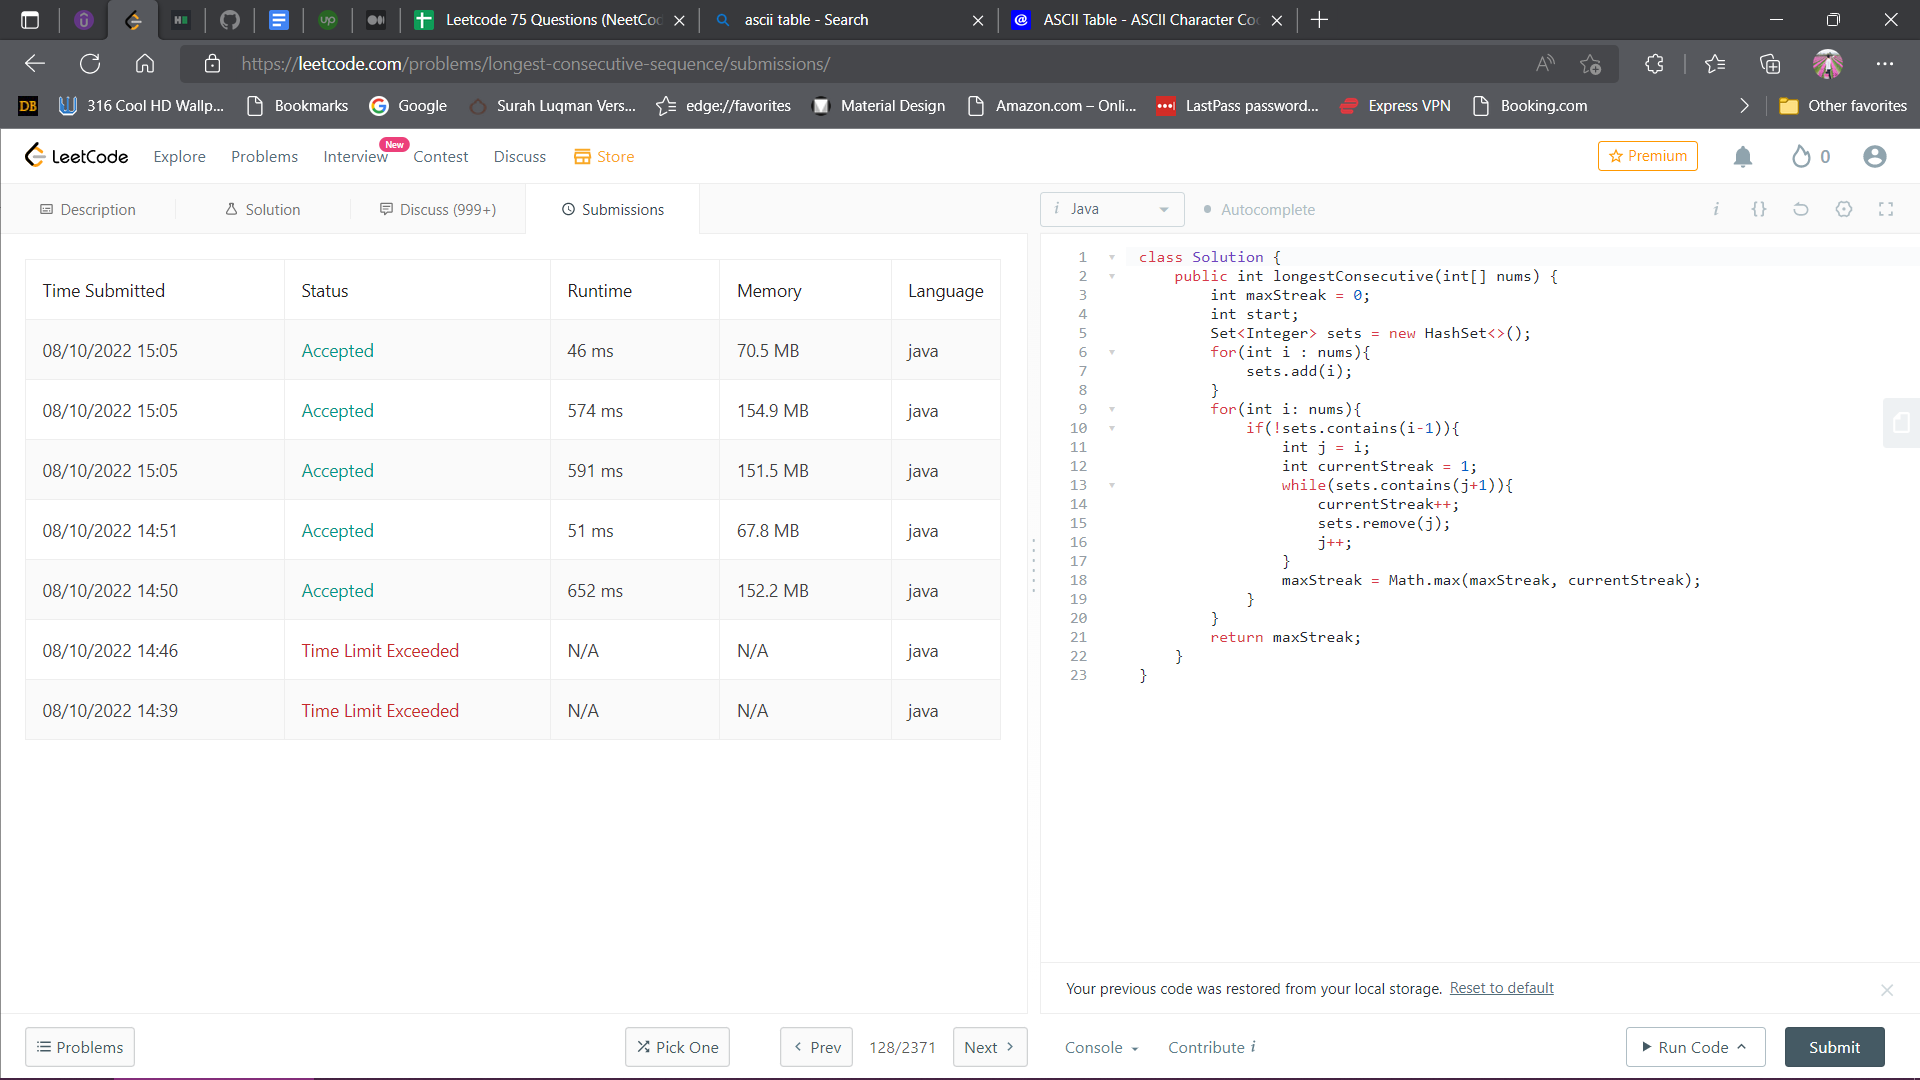 Leetcode 75 Questions (NeetCo
ascii table - Search
ASCII Table - ASCII Character Co
https://leetcode.com/problems/longest-consecutive-sequence/submissions/
DB
316 Cool HD Wallp...
Bookmarks
Google
Surah Luqman Vers...
edge://favorites
Material Design
Amazon.com – Onli...
LastPass password...
Express VPN
Booking.com
Other favorites
LeetCode
Explore
Problems
Interview
New
Contest
Discuss
Store
Premium
0
Description
Solution
Discuss (999+)
Submissions
i Java
Autocomplete
i {}
Time Submitted Status Runtime Memory Language
08/10/2022 15:05 Accepted 46 ms 70.5 MB java
08/10/2022 15:05 Accepted 574 ms 154.9 MB java
08/10/2022 15:05 Accepted 591 ms 151.5 MB java
08/10/2022 14:51 Accepted 51 ms 67.8 MB java
08/10/2022 14:50 Accepted 652 ms 152.2 MB java
08/10/2022 14:46 Time Limit Exceeded N/A N/A java
08/10/2022 14:39 Time Limit Exceeded N/A N/A java
1 class Solution {
2 public int longestConsecutive(int[] nums) {
3 int maxStreak = 0;
4 int start;
5 Set<Integer> sets = new HashSet<>();
6 for(int i : nums){
7 sets.add(i);
8 }
9 for(int i: nums){
10 if(!sets.contains(i-1)){
11 int j = i;
12 int currentStreak = 1;
13 while(sets.contains(j+1)){
14 currentStreak++;
15 sets.remove(j);
16 j++;
17 }
18 maxStreak = Math.max(maxStreak, currentStreak);
19 }
20 }
21 return maxStreak;
22 }
23 }
Your previous code was restored from your local storage. Reset to default
Problems
Pick One
Prev
128/2371
Next
Console
Contribute i
Run Code
Submit